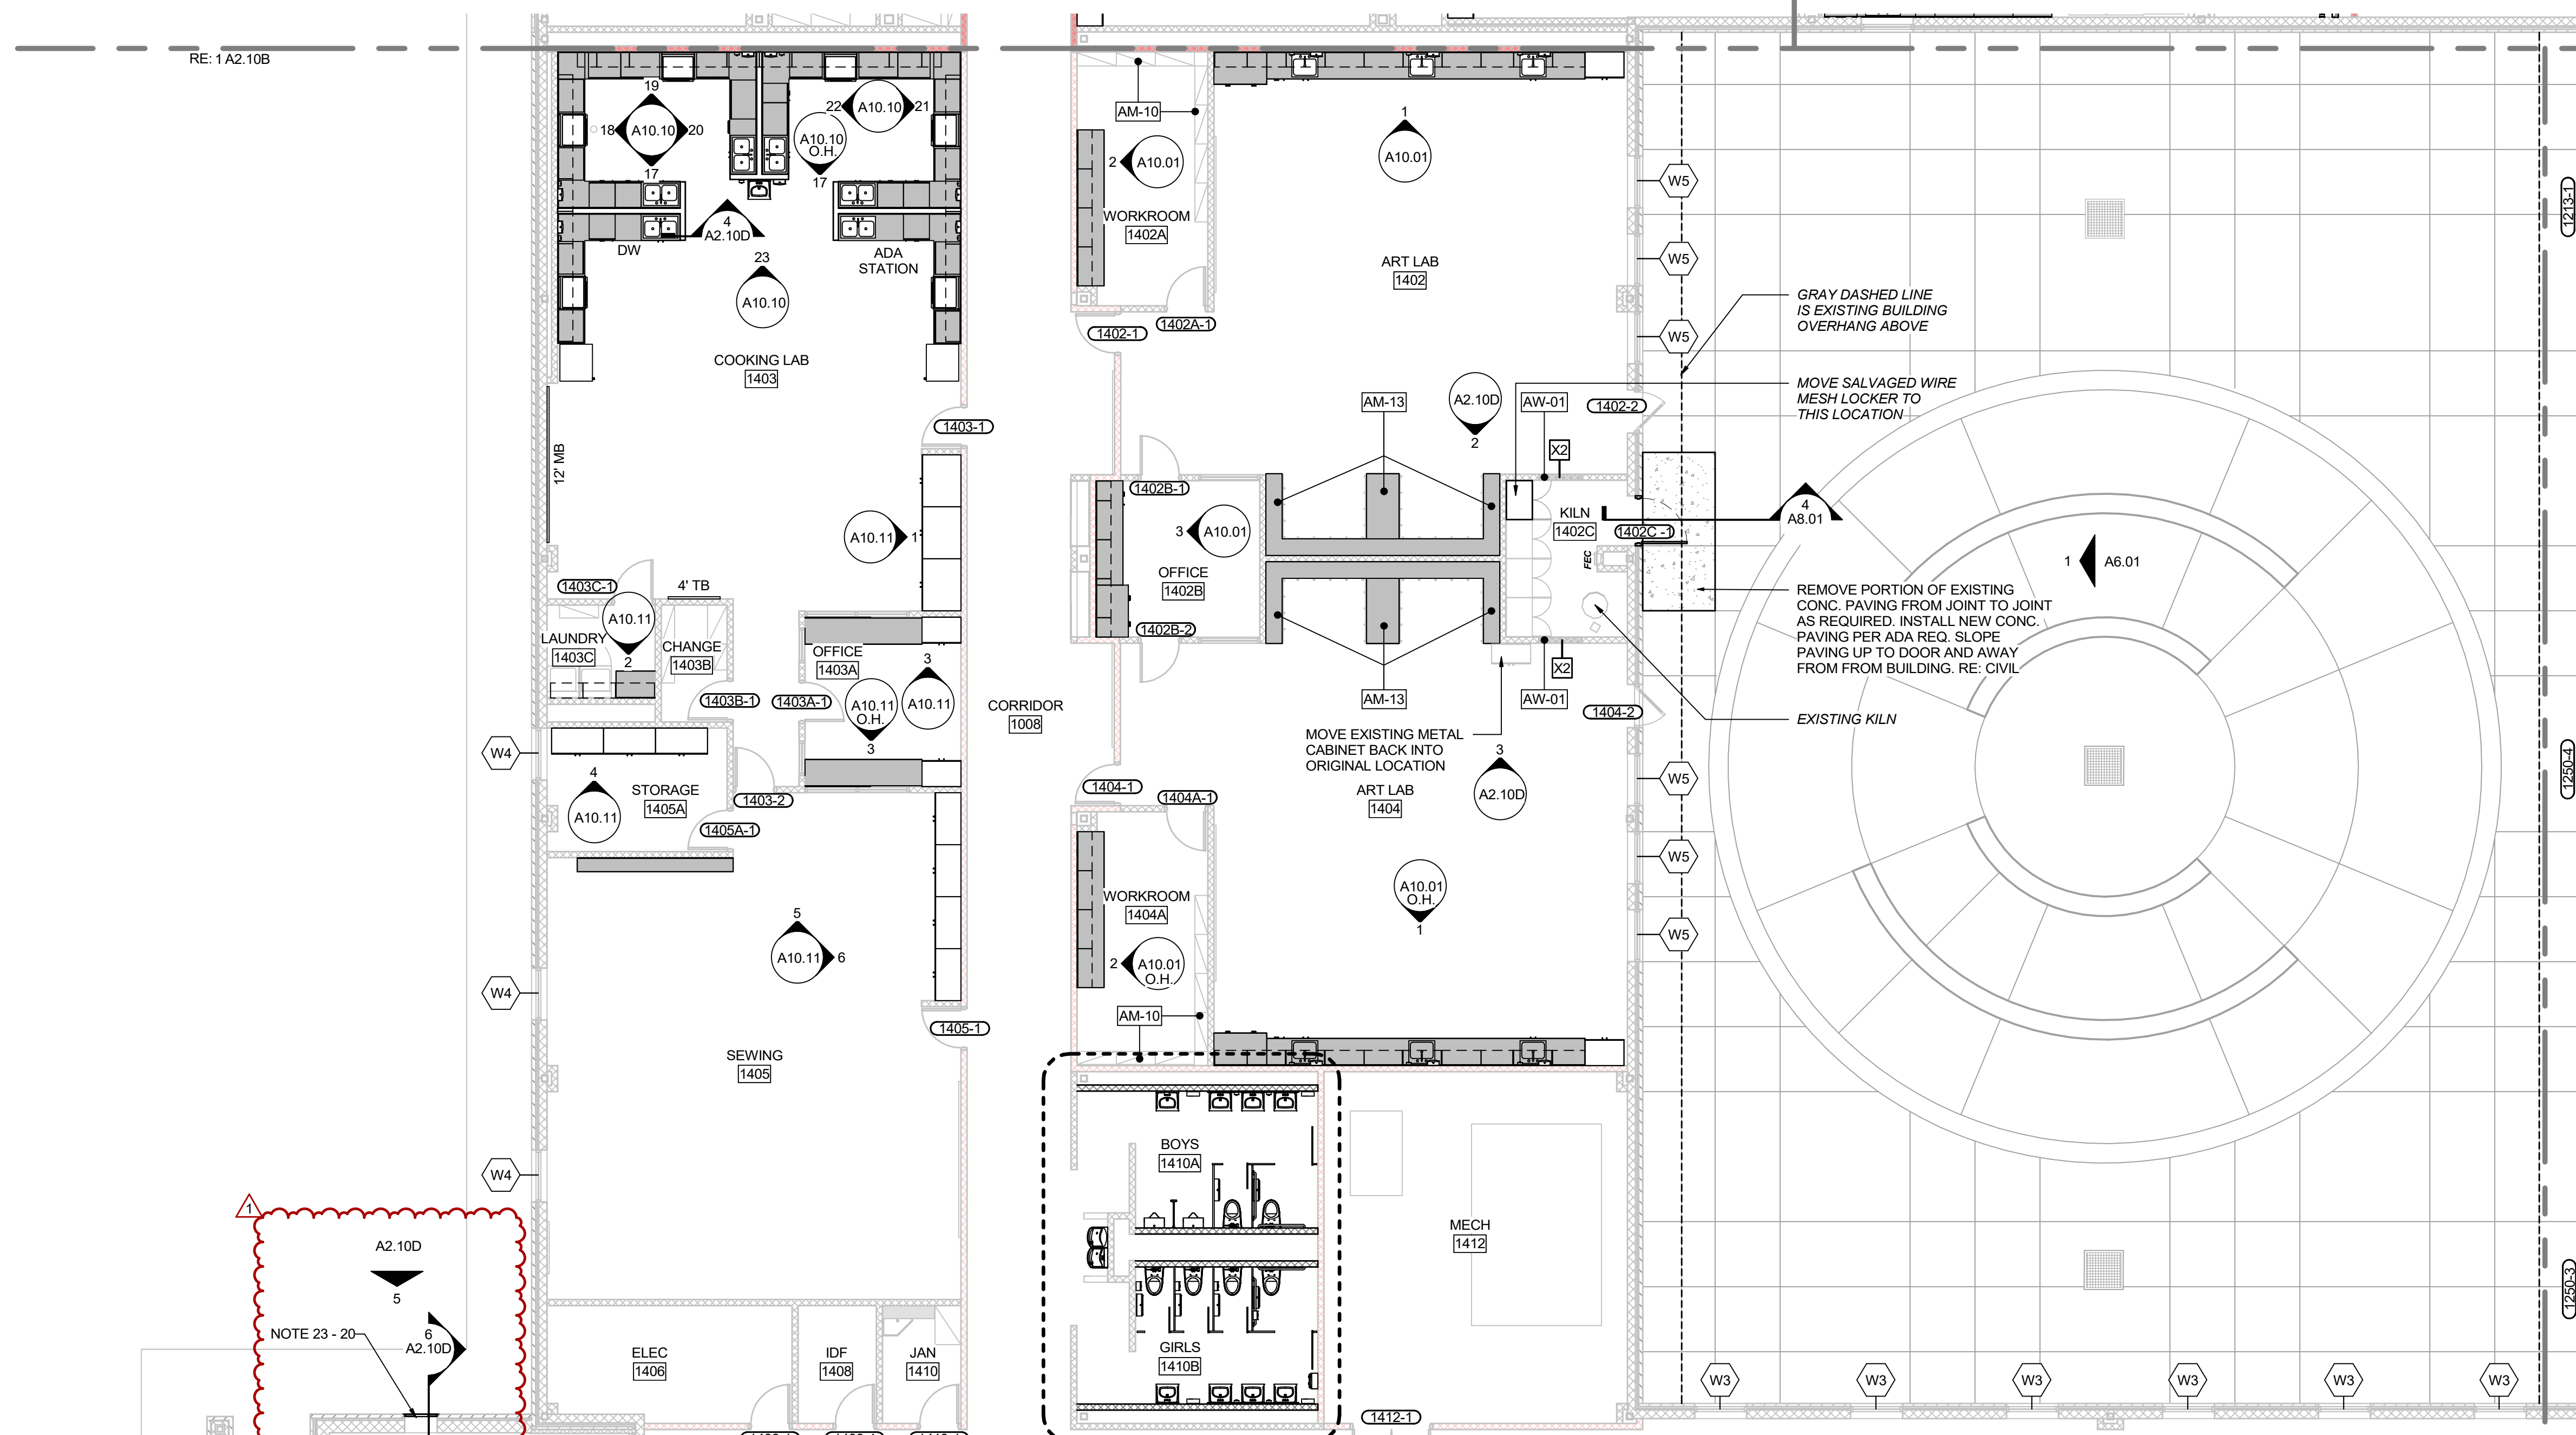 RE: 1 A2.10B
19
18
A10.10
20
17
22
A10.10
21
A10.10
O.H.
17
4
A2.10D
DW
ADA
STATION
23
A10.10
COOKING LAB
1403
1403-1
12' MB
A10.11
1
1403C-1
4' TB
A10.11
2
LAUNDRY
1403C
CHANGE
1403B
1403B-1
OFFICE
1403A
1403A-1
3
A10.11
A10.11
O.H.
3
W4
4
A10.11
STORAGE
1405A
1403-2
1405A-1
5
A10.11
6
W4
1405-1
SEWING
1405
W4
1
A2.10D
5
6
A2.10D
NOTE 23 - 20
ELEC
1406
IDF
1408
JAN
1410
CORRIDOR
1008
AM-10
2
A10.01
WORKROOM
1402A
1402A-1
1402-1
1
A10.01
ART LAB
1402
W5
W5
W5
AM-13
A2.10D
2
AW-01
X2
1402-2
1402B-1
3
A10.01
OFFICE
1402B
1402B-2
KILN
1402C
1402C -1
FEC
4
A8.01
AM-13
AW-01
X2
1404-2
MOVE EXISTING METAL
CABINET BACK INTO
ORIGINAL LOCATION
1404-1
1404A-1
ART LAB
1404
3
A2.10D
W5
W5
W5
A10.01
O.H.
1
WORKROOM
1404A
2
A10.01
O.H.
AM-10
BOYS
1410A
GIRLS
1410B
MECH
1412
1412-1
GRAY DASHED LINE
IS EXISTING BUILDING
OVERHANG ABOVE
MOVE SALVAGED WIRE
MESH LOCKER TO
THIS LOCATION
1
A6.01
REMOVE PORTION OF EXISTING
CONC. PAVING FROM JOINT TO JOINT
AS REQUIRED. INSTALL NEW CONC.
PAVING PER ADA REQ. SLOPE
PAVING UP TO DOOR AND AWAY
FROM FROM BUILDING. RE: CIVIL
EXISTING KILN
1213-1
1250-4
1250-3
W3
W3
W3
W3
W3
W3